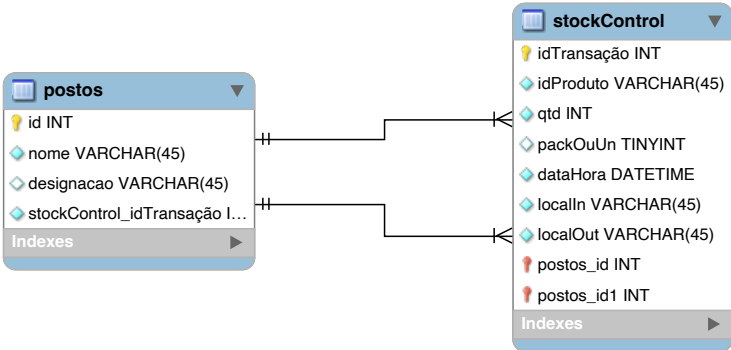 postos
id INT
nome VARCHAR(45)
designacao VARCHAR(45)
stockControl_idTransação I...
Indexes
stockControl
idTransação INT
idProduto VARCHAR(45)
qtd INT
packOuUn TINYINT
dataHora DATETIME
localIn VARCHAR(45)
localOut VARCHAR(45)
postos_id INT
postos_id1 INT
Indexes